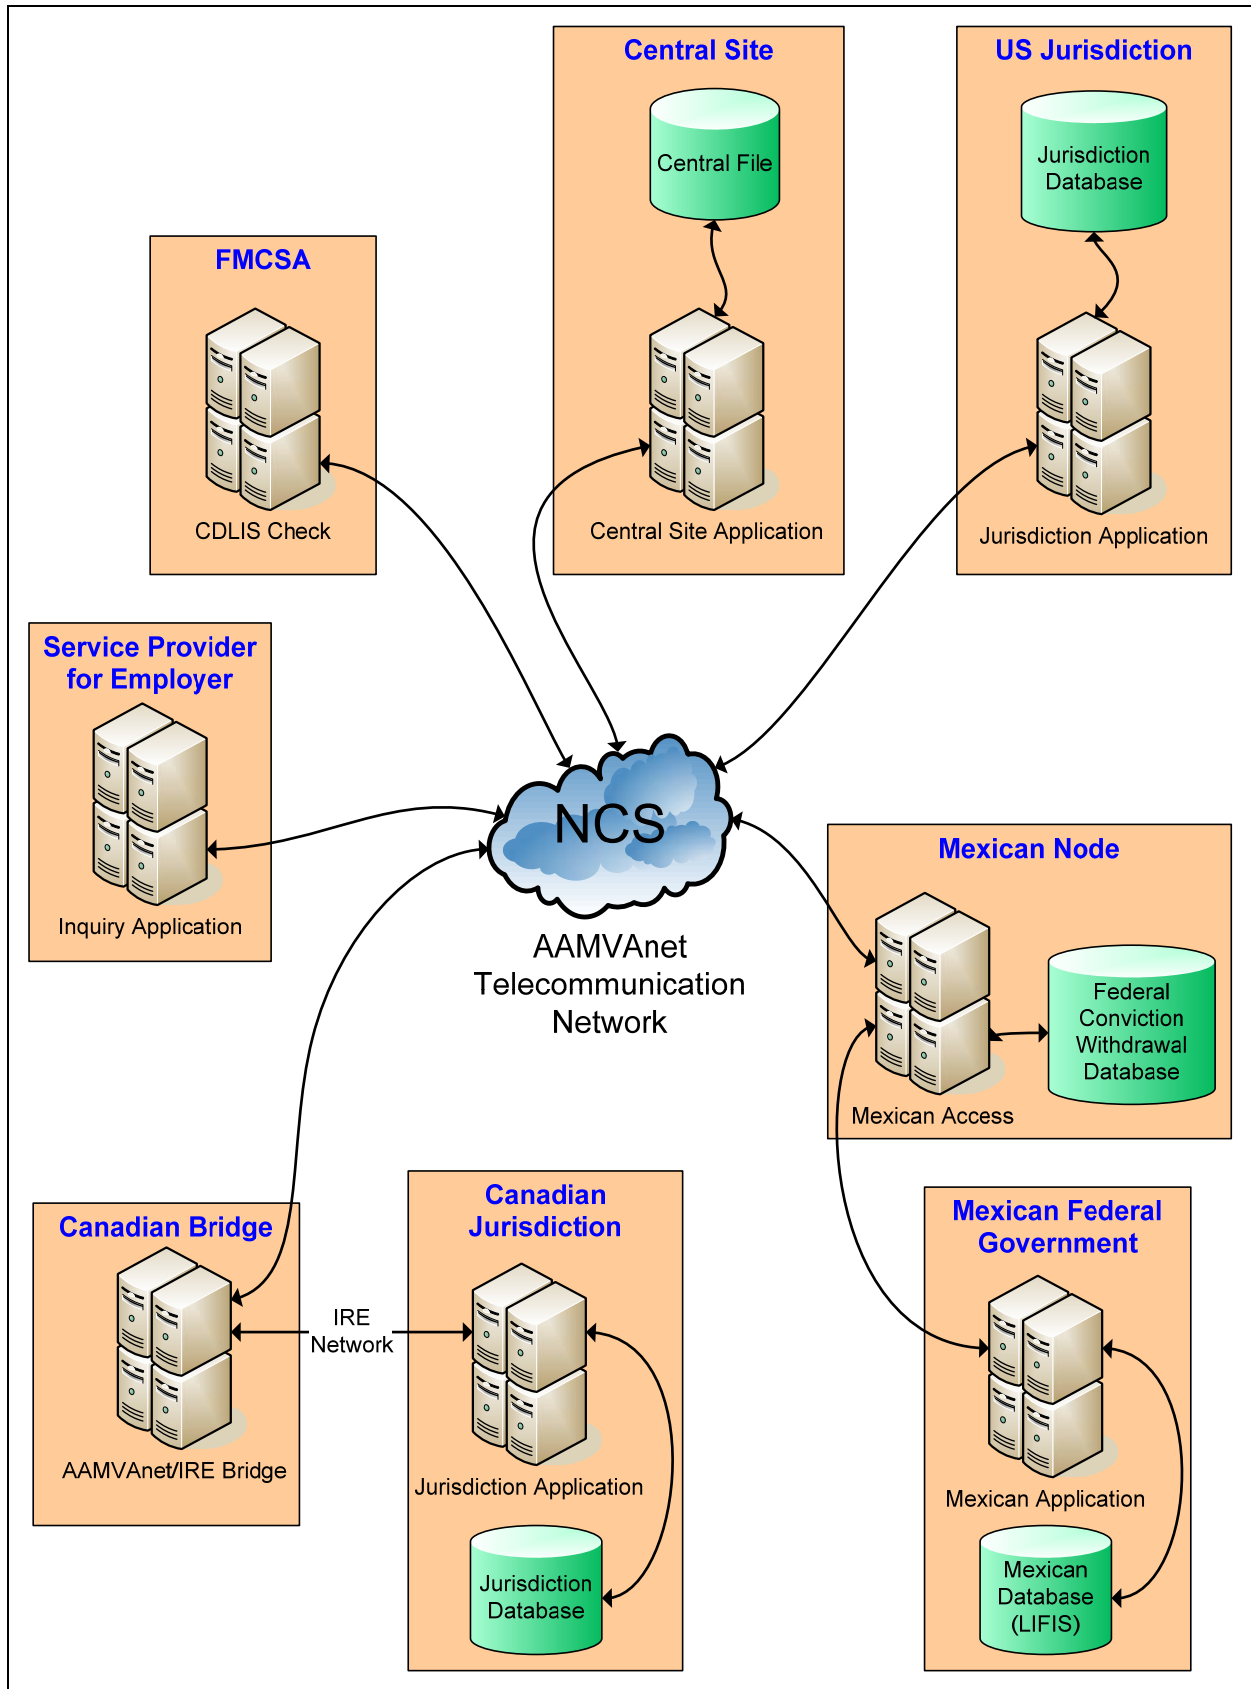 Central Site
Central File
Central Site Application
US Jurisdiction
Jurisdiction
Database
Jurisdiction Application
FMCSA
CDLIS Check
Service Provider
for Employer
Inquiry Application
NCS
AAMVAnet
Telecommunication
Network
Mexican Node
Federal
Conviction
Withdrawal
Database
Mexican Access
Canadian Bridge
AAMVAnet/IRE Bridge
IRE
Network
Canadian
Jurisdiction
Jurisdiction Application
Jurisdiction
Database
Mexican Federal
Government
Mexican Application
Mexican
Database
(LIFIS)